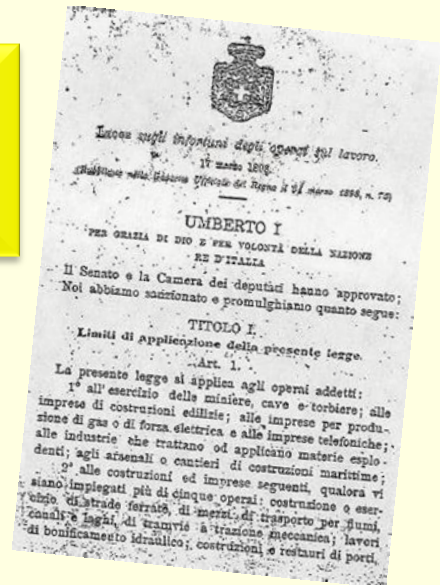 Legge sugli infortuni degli operai sul lavoro.
17 marzo 1898.
(Pubblicata nella Gazzetta Ufficiale del Regno il 31 marzo 1898, n. 75)
UMBERTO I
PER GRAZIA DI DIO E PER VOLONTÀ DELLA NAZIONE
RE D'ITALIA
Il Senato e la Camera dei deputati hanno approvato;
Noi abbiamo sanzionato e promulghiamo quanto segue:
TITOLO I.
Limiti di applicazione della presente legge.
Art. 1.
La presente legge si applica agli operai addetti:
1° all'esercizio delle miniere, cave e torbiere; alle
imprese di costruzioni edilizie; alle imprese per produ-
zione di gas o di forza elettrica e alle imprese telefoniche;
alle industrie che trattano od applicano materie esplo-
denti; agli arsenali o cantieri di costruzioni marittime;
2° alle costruzioni ed imprese seguenti, qualora vi
siano impiegati più di cinque operai: costruzione o eser-
cizio di strade ferrate, di mezzi di trasporto per fiumi,
canali e laghi, di tramvie a trazione meccanica; lavori
di bonificamento idraulico; costruzioni e restauri di porti,